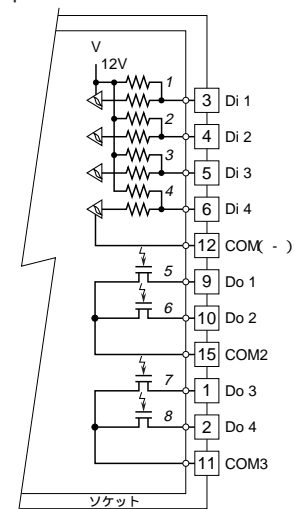 V
12V
1
3 Di 1
2
4 Di 2
3
5 Di 3
4
6 Di 4
12 COM( - )
5
9 Do 1
6
10 Do 2
15 COM2
7
1 Do 3
8
2 Do 4
11 COM3
ソケット